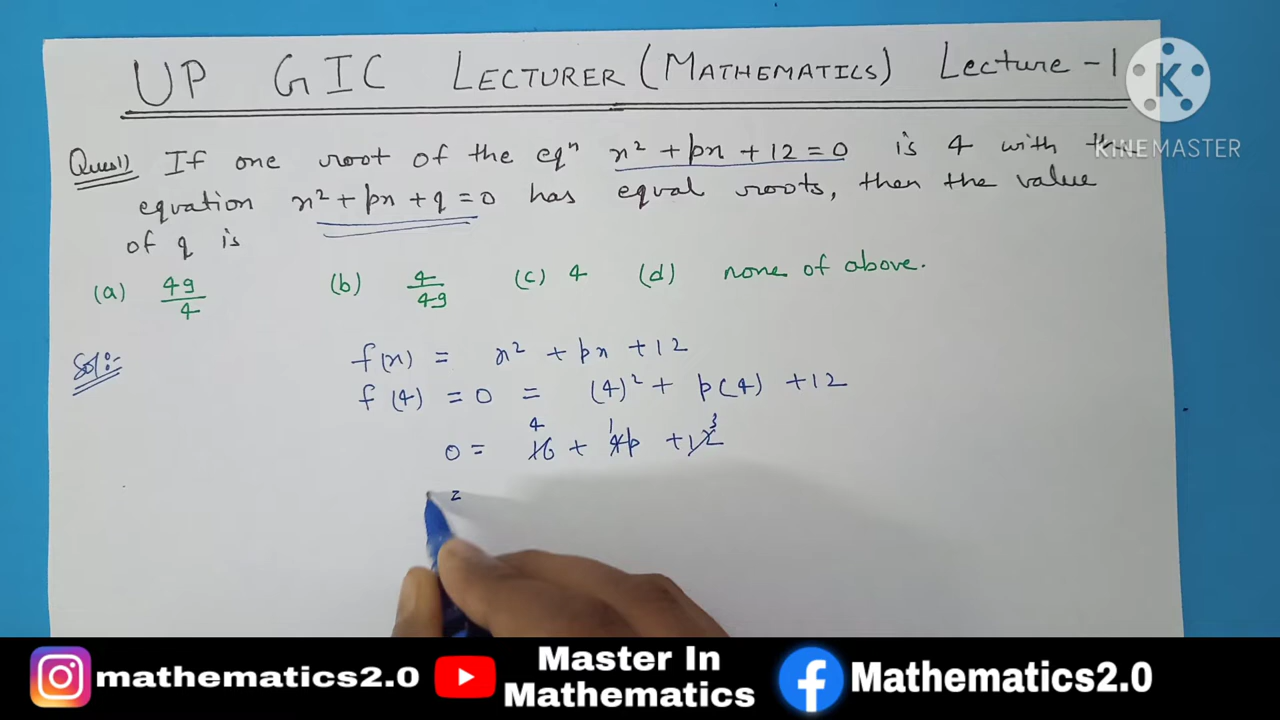 UP GIC LECTURER (MATHEMATICS) Lecture -1
K
KINEMASTER
Ques1) If one root of the eqⁿ x² + px + 12 = 0 is 4 with the
equation x² + px + q = 0 has equal roots, then the value
of q is
(a) 49/4 (b) 4/49 (c) 4 (d) none of above.
Sol:- f(x) = x² + px + 12
f(4) = 0 = (4)² + p(4) + 12
4 1 3
0 = 16 + 4p + 12
=
mathematics2.0 Master In Mathematics Mathematics2.0